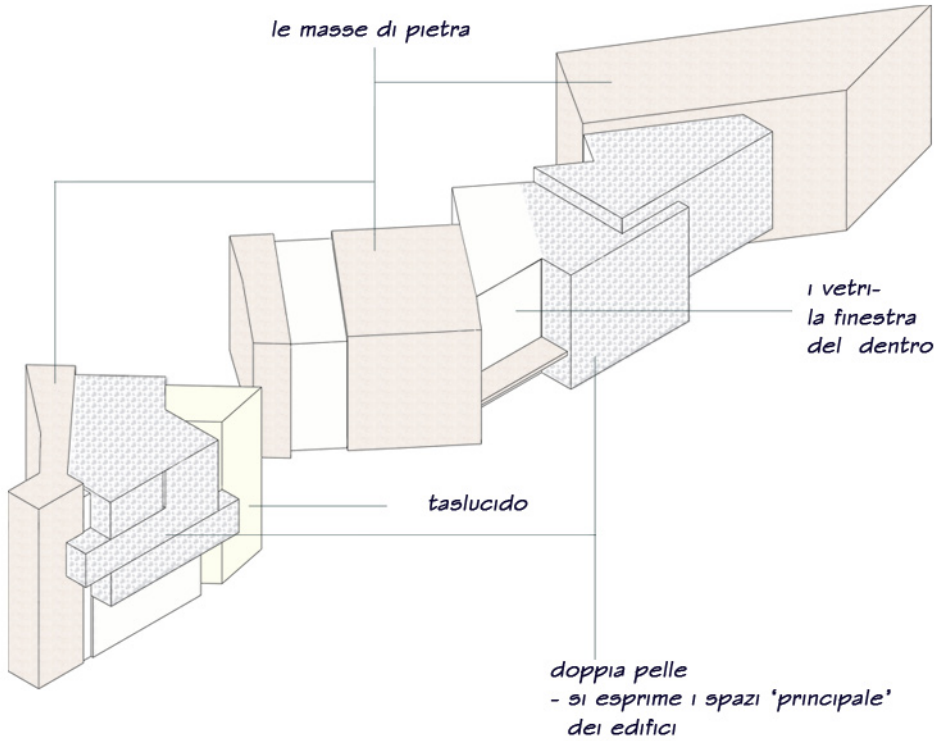 le masse di pietra
i vetri-
la finestra
del dentro
taslucido
doppia pelle
- si esprime i spazi 'principale'
dei edifici